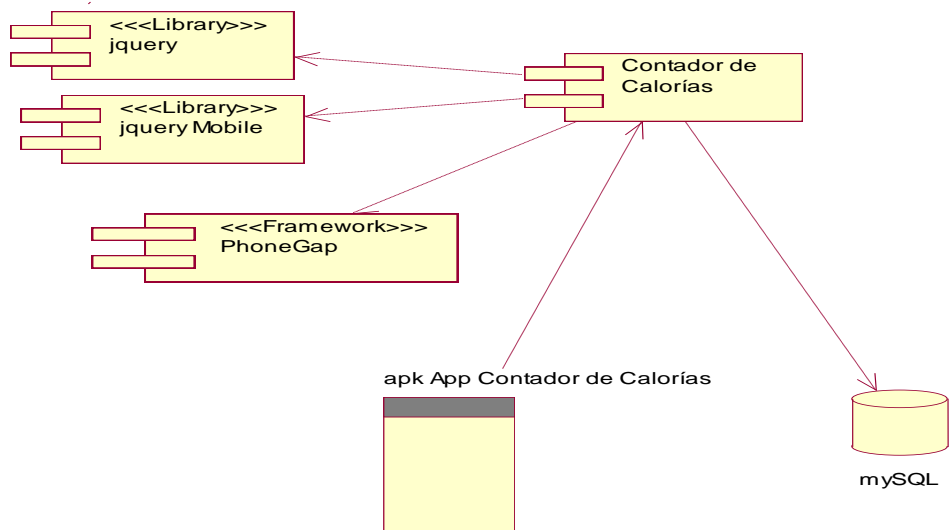 <<<Library>>>
jquery
<<<Library>>>
jquery Mobile
Contador de
Calorías
<<<Framework>>>
PhoneGap
apk App Contador de Calorías
mySQL